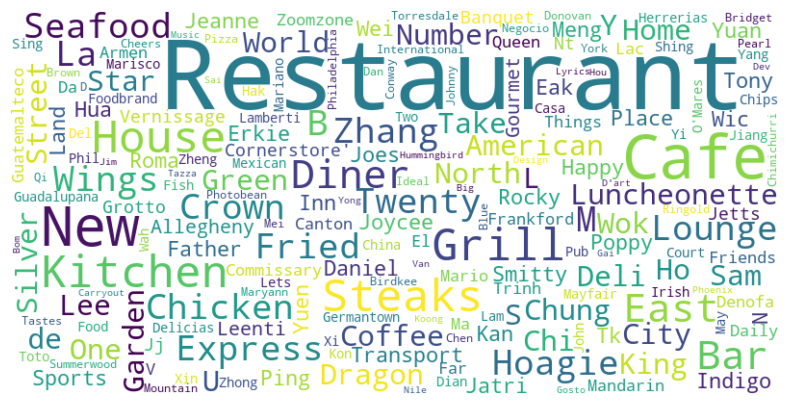 Seafood Jeanne Zoomzone Wei Banquet Torresdale Donovan Herrerias Bridget
Sing Cheers Music Pizza International Negocio York Meng Y Home Yuan
La Armen World Number Queen Nt Lac Shing Pearl Yang
Marisco Restaurant
Da D Star Foodbrand Hak Sai Mariano Philadelphia Dan Conway Johnny Gourmet Lyrics Hou Eak Casa Tony Dev Chips
Brown Street Guatemalteco Hua Vernissage Lamberti Two Things Place Wic O'Mares
Land Del Erkie B Zhang Take Yi Jiang Chimichurri
House Cornerstore Joes American Cafe
Phil Jim Roma Zheng Mexican Hummingbird Design Happy
Qi Tazza Fish Green Diner North L Rocky D'art
Wings Photobean Ideal Big Luncheonette
Guadalupana Grotto Crown Inn Yong Twenty Blue Frankford M Wok Ringold Jetts
New Allegheny Mei Canton Joycee Pub Court Lounge
Bom Wah Father Fried China El Grill Poppy Friends
Silver Kitchen Commissary Daniel Mario Van Smitty Gai Irish Deli Ho Sam
Carryout Lets Birdkee Trinh Mayfair Phoenix Denofa
Lee Garden Chicken Maryann Yuen Steaks S Chung East
Tastes Delicias Leenti Xi Germantown Koong Ma Lam Kan Chi John Tk City May Daily N
de One Food Jj Express Kon Coffee Chen Bar
Toto V Transport Far Hoagie King
Sports Summerwood Xin U Zhong Ping Dragon Dian Jatri Mandarin Indigo
Mountain Nile Gosto